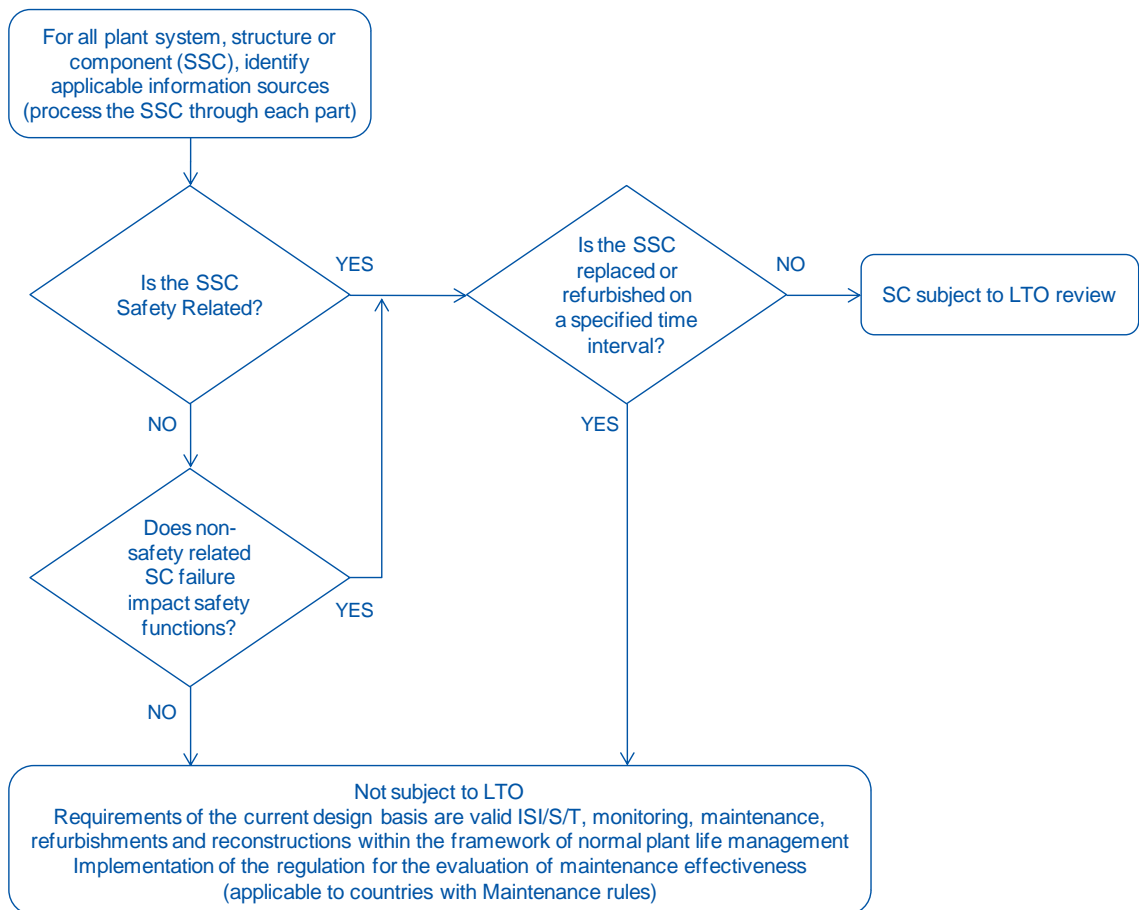 For all plant system, structure or
component (SSC), identify
applicable information sources
(process the SSC through each part)
Is the SSC
Safety Related?
YES
NO
Is the SSC
replaced or
refurbished on
a specified time
interval?
NO
YES
SC subject to LTO review
Does non-
safety related
SC failure
impact safety
functions?
YES
NO
Not subject to LTO
Requirements of the current design basis are valid ISI/S/T, monitoring, maintenance,
refurbishments and reconstructions within the framework of normal plant life management
Implementation of the regulation for the evaluation of maintenance effectiveness
(applicable to countries with Maintenance rules)